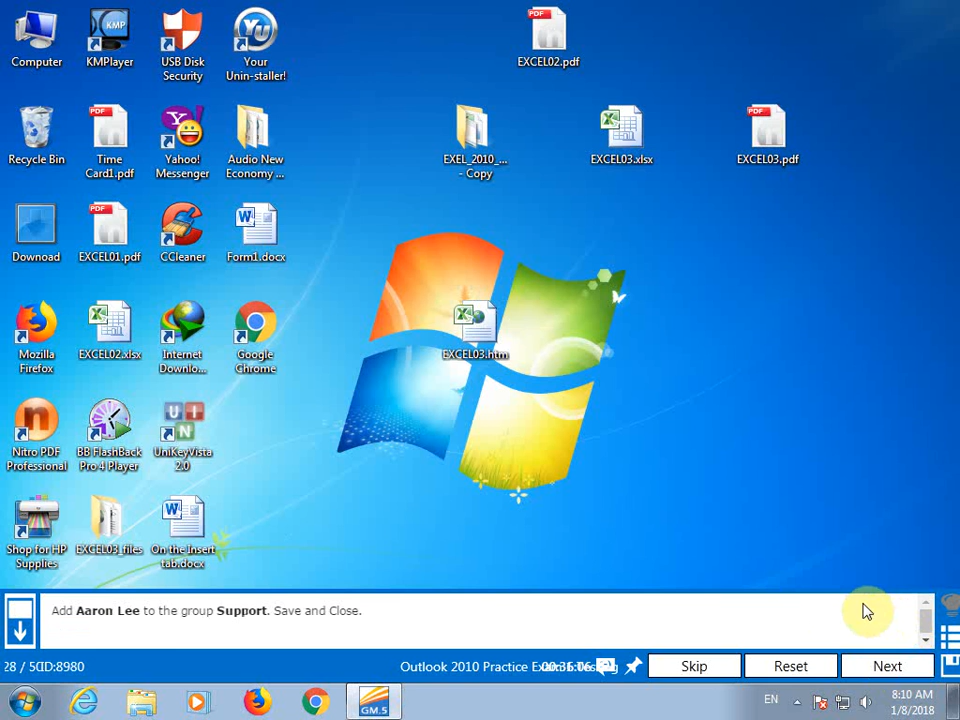 Computer
KMPlayer
USB Disk
Security
Your
Unin-staller!
EXCEL02.pdf
Recycle Bin
Time
Card1.pdf
Yahoo!
Messenger
Audio New
Economy ...
EXEL_2010_...
- Copy
EXCEL03.xlsx
EXCEL03.pdf
Downoad
EXCEL01.pdf
CCleaner
Form1.docx
Mozilla
Firefox
EXCEL02.xlsx
Internet
Downlo...
Google
Chrome
EXCEL03.htm
Nitro PDF
Professional
BB FlashBack
Pro 4 Player
UniKeyVista
2.0
Shop for HP
Supplies
EXCEL03_files
On the Insert
tab.docx
Add Aaron Lee to the group Support. Save and Close.
Outlook 2010 Practice
Skip
Reset
Next
GM.5
EN
8:10 AM
1/8/2018